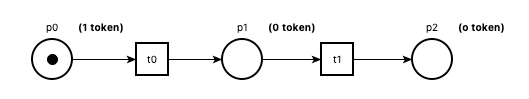 p0 (1 token) p1 (0 token) p2 (o token)
t0 t1